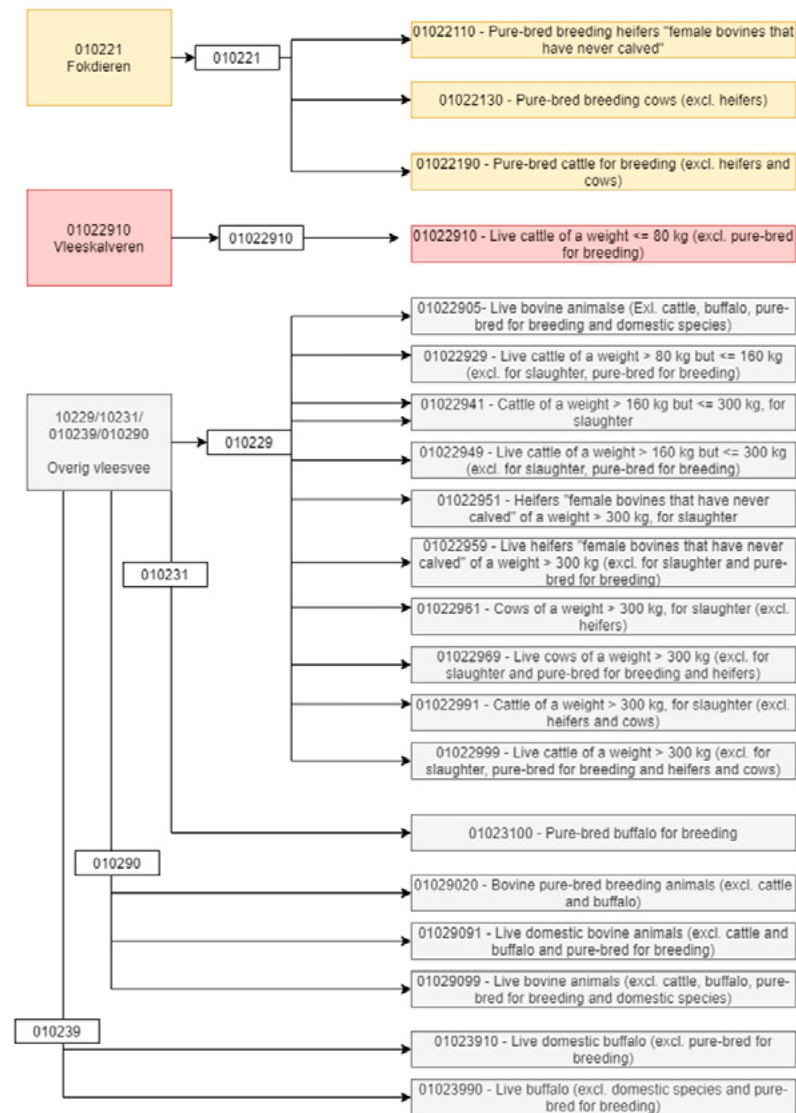 010221
Fokdieren
010221
01022110 - Pure-bred breeding heifers "female bovines that
have never calved"
01022130 - Pure-bred breeding cows (excl. heifers)
01022190 - Pure-bred cattle for breeding (excl. heifers and
cows)
01022910
Vleeskalveren
01022910
01022910 - Live cattle of a weight <= 80 kg (excl. pure-bred
for breeding)
10229/10231/
010239/010290
Overig vleesvee
010229
01022905- Live bovine animalse (Exl. cattle, buffalo, pure-
bred for breeding and domestic species)
01022929 - Live cattle of a weight > 80 kg but <= 160 kg
(excl. for slaughter, pure-bred for breeding)
01022941 - Cattle of a weight > 160 kg but <= 300 kg, for
slaughter
01022949 - Live cattle of a weight > 160 kg but <= 300 kg
(excl. for slaughter, pure-bred for breeding)
01022951 - Heifers "female bovines that have never
calved" of a weight > 300 kg, for slaughter
01022959 - Live heifers "female bovines that have never
calved" of a weight > 300 kg (excl. for slaughter and pure-
bred for breeding)
01022961 - Cows of a weight > 300 kg, for slaughter (excl.
heifers)
01022969 - Live cows of a weight > 300 kg (excl. for
slaughter and pure-bred for breeding and heifers)
01022991 - Cattle of a weight > 300 kg, for slaughter (excl.
heifers and cows)
01022999 - Live cattle of a weight > 300 kg (excl. for
slaughter, pure-bred for breeding and heifers and cows)
010231
01023100 - Pure-bred buffalo for breeding
010290
01029020 - Bovine pure-bred breeding animals (excl. cattle
and buffalo)
01029091 - Live domestic bovine animals (excl. cattle and
buffalo and pure-bred for breeding)
01029099 - Live bovine animals (excl. cattle, buffalo, pure-
bred for breeding and domestic species)
010239
01023910 - Live domestic buffalo (excl. pure-bred for
breeding)
01023990 - Live buffalo (excl. domestic species and pure-
bred for breeding)